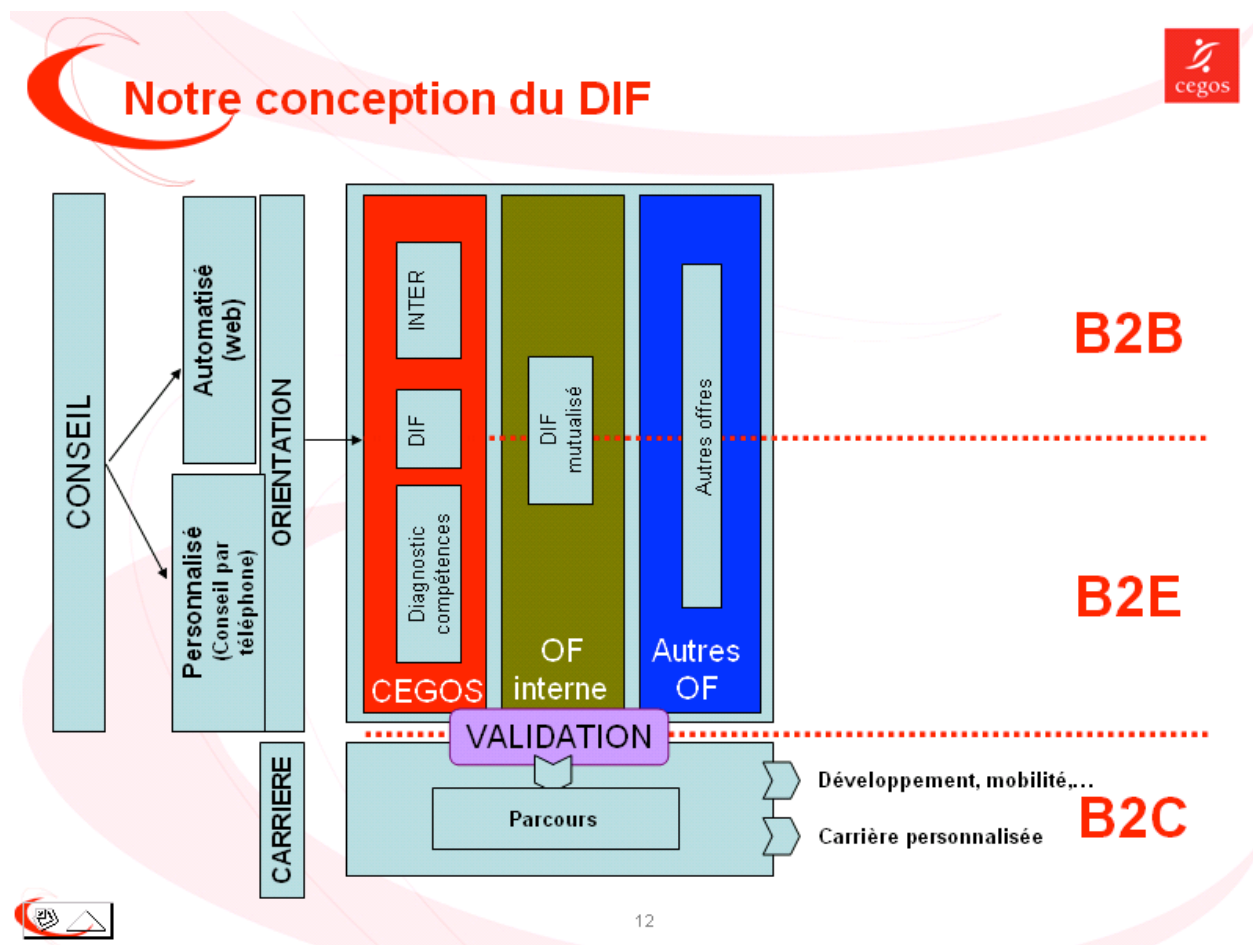 Notre conception du DIF
cegos
CONSEIL
Automatisé
(web)
Personnalisé
(Conseil par
téléphone)
ORIENTATION
INTER
DIF
Diagnostic
compétences
CEGOS
DIF
mutualisé
OF
interne
Autres offres
Autres
OF
B2B
B2E
VALIDATION
CARRIERE
Parcours
Développement, mobilité,...
Carrière personnalisée
B2C
12